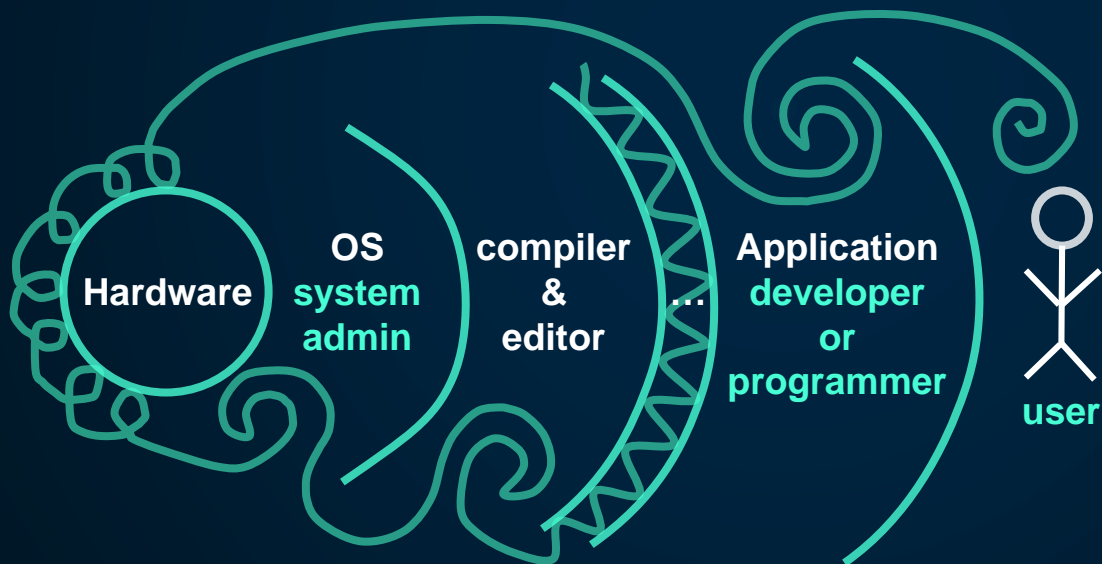 Hardware
OS
system
admin
compiler
&
editor
...
Application
developer
or
programmer
user